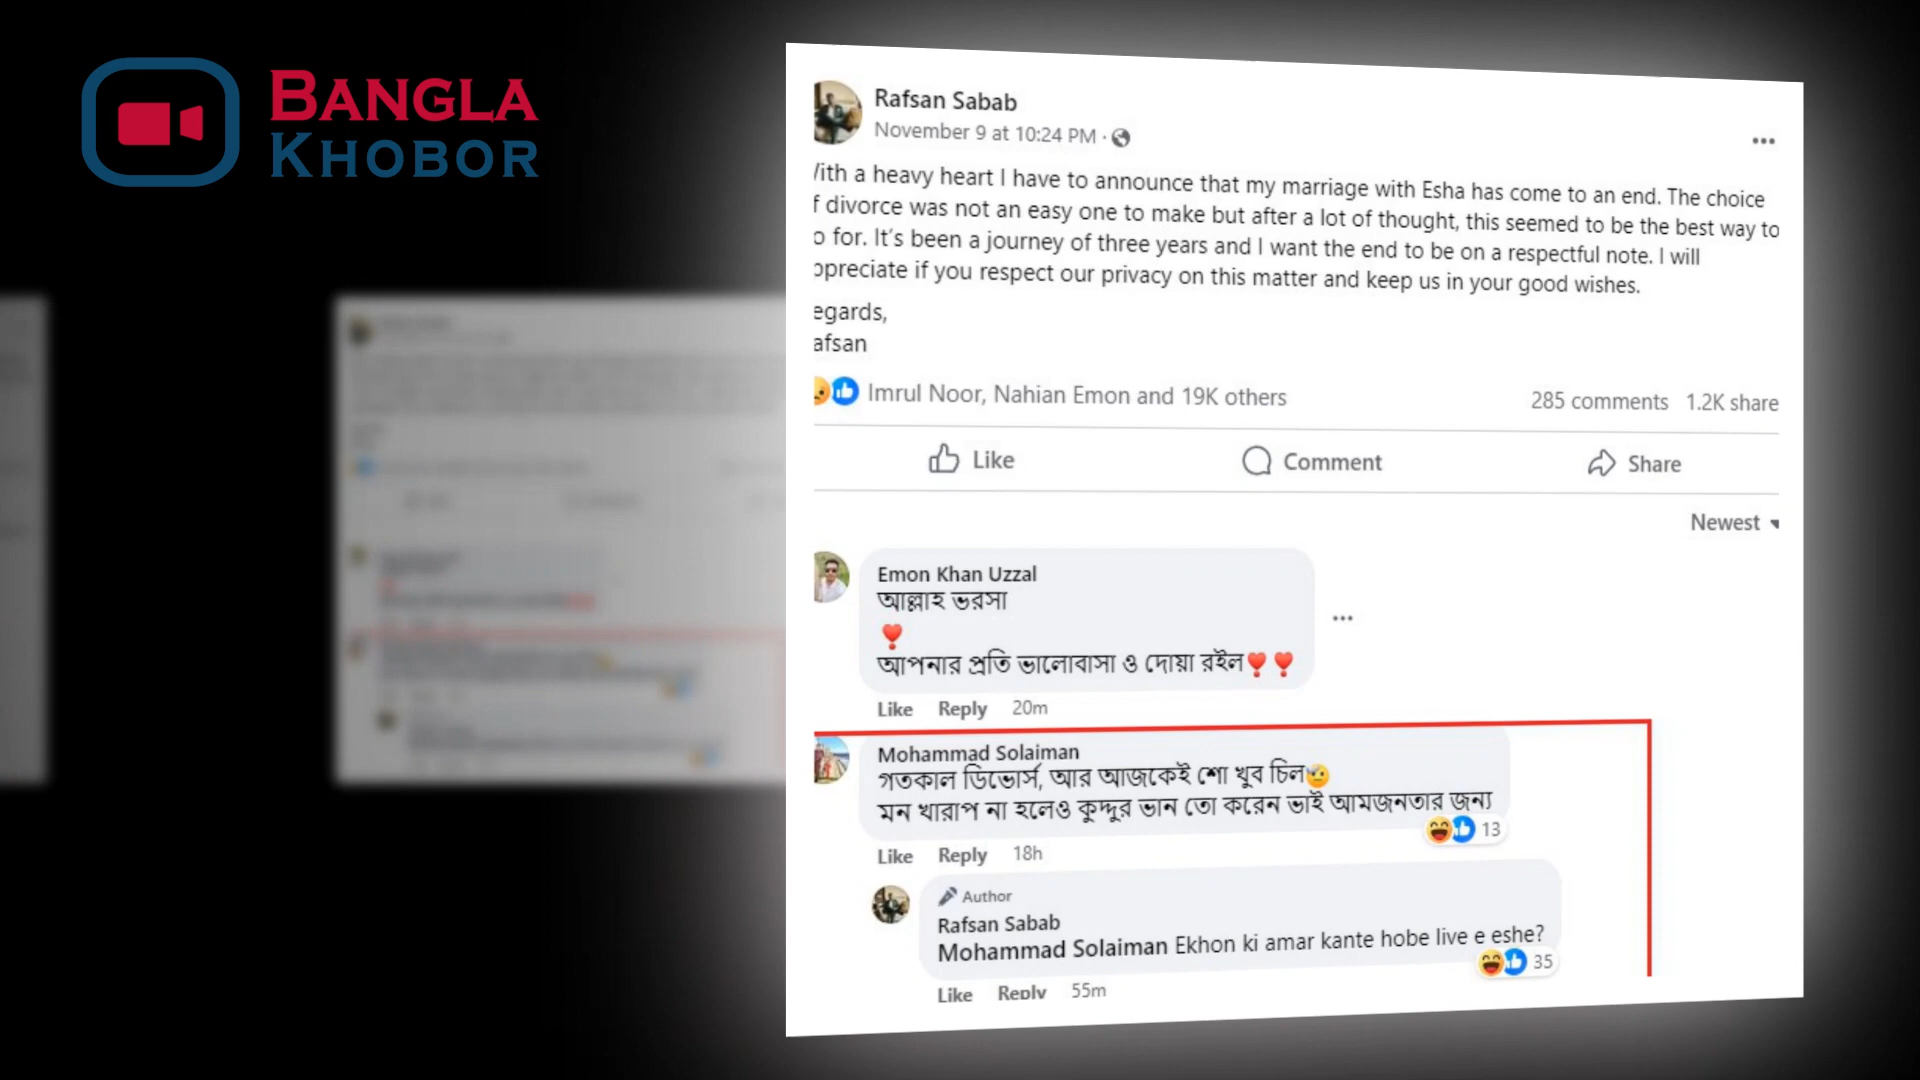 BANGLA
KHOBOR
Rafsan Sabab
November 9 at 10:24 PM ·
ith a heavy heart I have to announce that my marriage with Esha has come to an end. The choice
f divorce was not an easy one to make but after a lot of thought, this seemed to be the best way to
o for. It's been a journey of three years and I want the end to be on a respectful note. I will
ppreciate if you respect our privacy on this matter and keep us in your good wishes.
egards,
afsan
Imrul Noor, Nahian Emon and 19K others
285 comments 1.2K share
Like Comment Share
Newest
Emon Khan Uzzal
আল্লাহ ভরসা
❣️
আপনার প্রতি ভালোবাসা ও দোয়া রইল❣️❣️
Like Reply 20m
Mohammad Solaiman
গতকাল ডিভোর্স, আর আজকেই শো খুব চিল🤕
মন খারাপ না হলেও কুদ্দুর ভান তো করেন ভাই আমজনতার জন্য
13
Like Reply 18h
Author
Rafsan Sabab
Mohammad Solaiman Ekhon ki amar kante hobe live e eshe?
35
Like Reply 55m